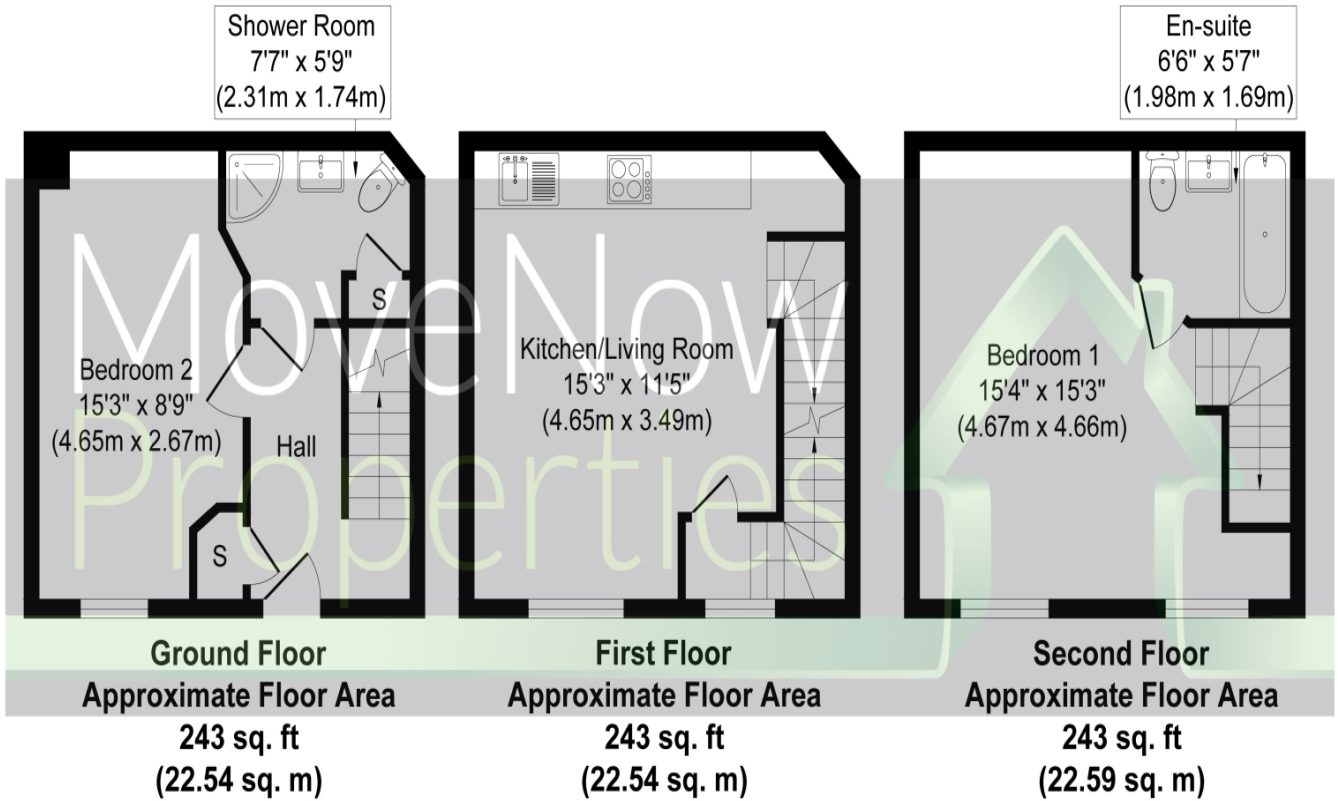 Shower Room
7'7" x 5'9"
(2.31m x 1.74m)
En-suite
6'6" x 5'7"
(1.98m x 1.69m)
MoveNow
Properties
S
Bedroom 2
15'3" x 8'9"
(4.65m x 2.67m)
Hall
S
Kitchen/Living Room
15'3" x 11'5"
(4.65m x 3.49m)
Bedroom 1
15'4" x 15'3"
(4.67m x 4.66m)
Ground Floor
Approximate Floor Area
243 sq. ft
(22.54 sq. m)
First Floor
Approximate Floor Area
243 sq. ft
(22.54 sq. m)
Second Floor
Approximate Floor Area
243 sq. ft
(22.59 sq. m)